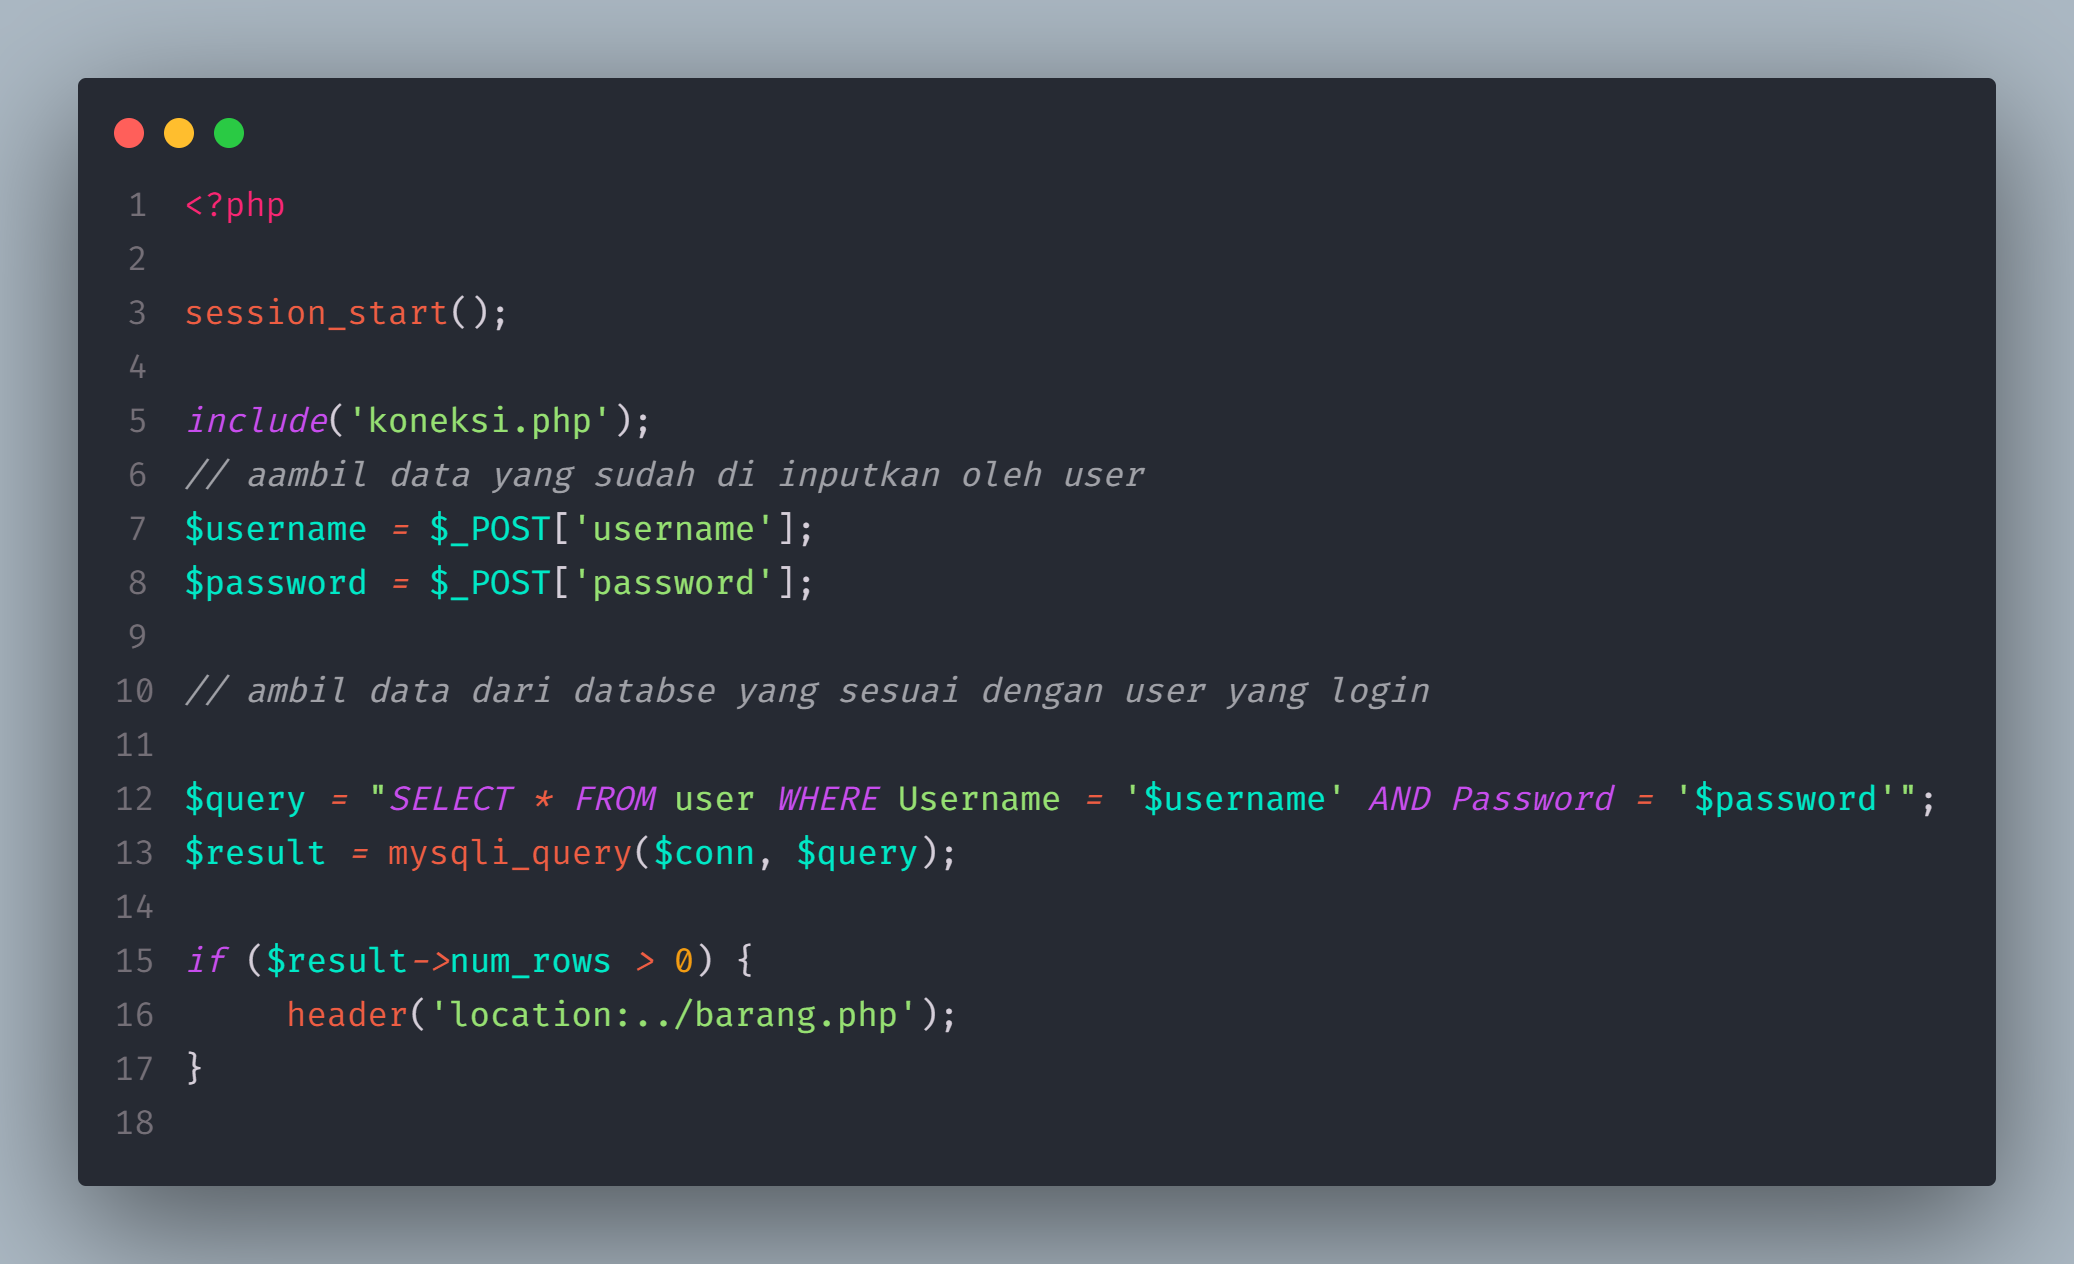 1 <?php
2
3 session_start();
4
5 include('koneksi.php');
6 // aambil data yang sudah di inputkan oleh user
7 $username = $_POST['username'];
8 $password = $_POST['password'];
9
10 // ambil data dari databse yang sesuai dengan user yang login
11
12 $query = "SELECT * FROM user WHERE Username = '$username' AND Password = '$password'";
13 $result = mysqli_query($conn, $query);
14
15 if ($result->num_rows > 0) {
16      header('location:../barang.php');
17 }
18